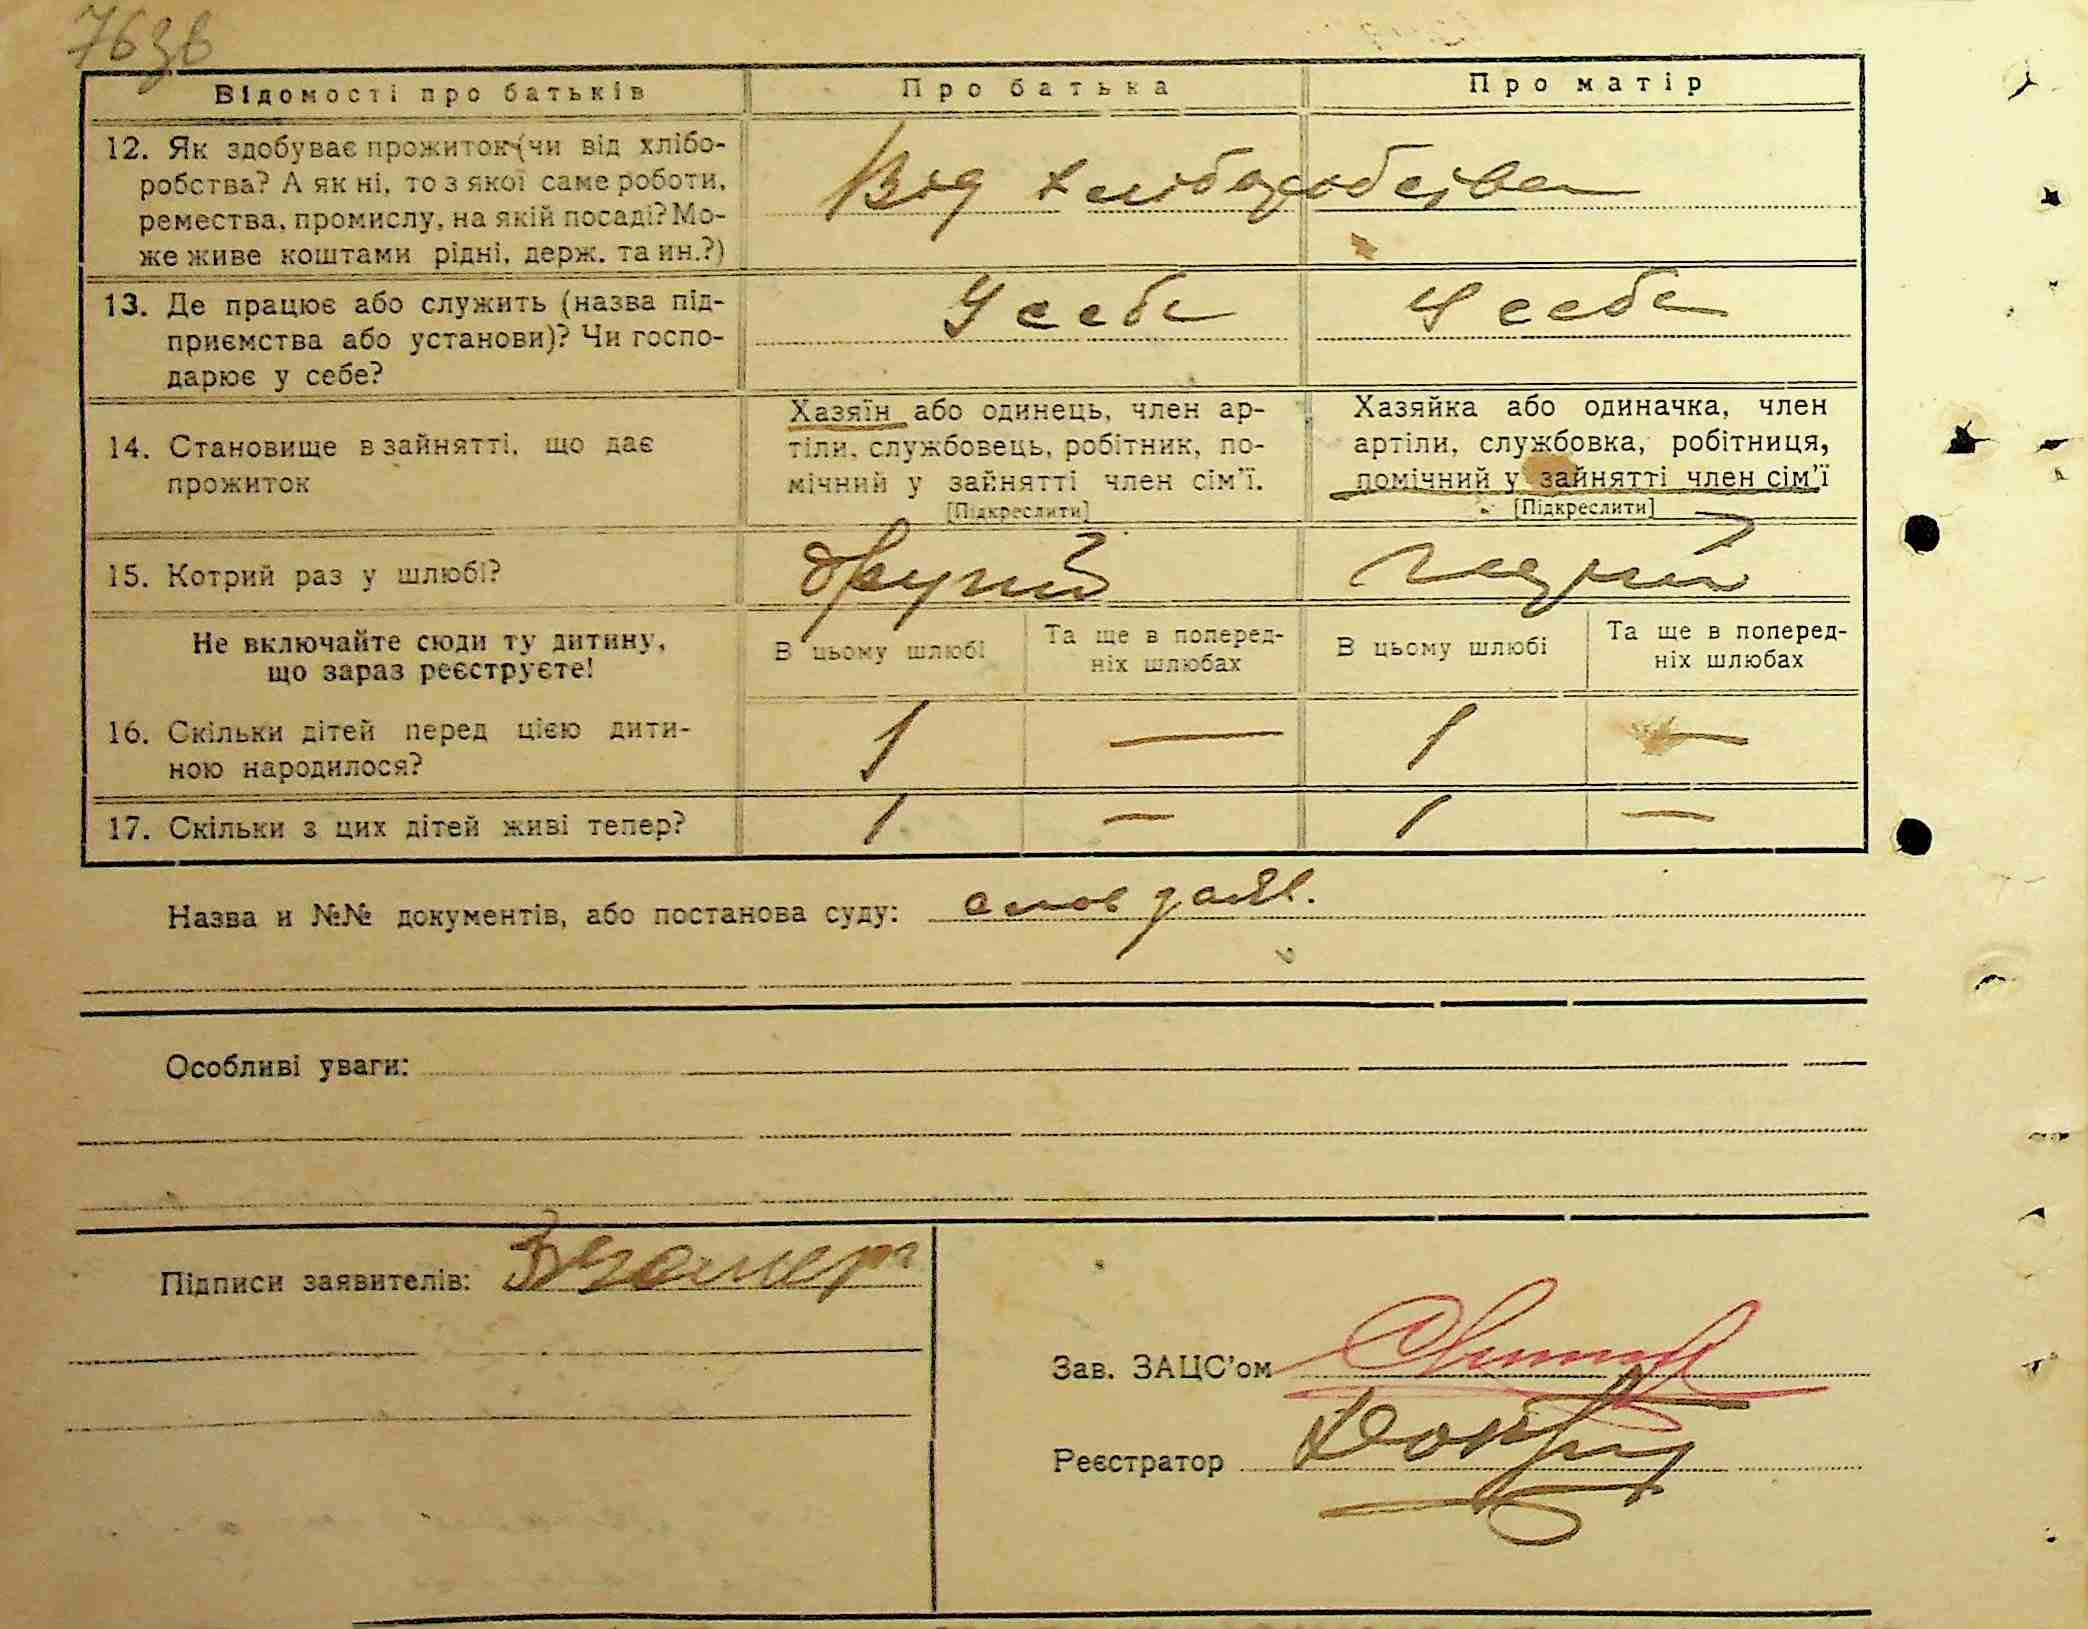 763б
Відомості про батьків Про батька Про матір
12. Як здобуває прожиток (чи від хлібо-
робства? А як ні, то з якої саме роботи,
ремества, промислу, на якій посаді? Мо-
же живе коштами рідні, держ. та ин.?)
Від хліборобства
13. Де працює або служить (назва під-
приємства або установи)? Чи госпо-
дарює у себе?
У себе У себе
14. Становище в зайнятті, що дає
прожиток
Хазяїн або одинець, член ар-
тіли, службовець, робітник, по-
мічний у зайнятті член сім'ї.
[Підкреслити]
Хазяйка або одиначка, член
артіли, службовка, робітниця,
помічний у зайнятті член сім'ї
[Підкреслити]
15. Котрий раз у шлюбі?
другий
Не включайте сюди ту дитину,
що зараз реєструєте!
В цьому шлюбі
Та ще в поперед-
ніх шлюбах
В цьому шлюбі
Та ще в поперед-
ніх шлюбах
16. Скільки дітей перед цією дити-
ною народилося?
1 — 1 —
17. Скільки з цих дітей живі тепер? 1 — 1 —
Назва и №№ документів, або постанова суду: слов заяв.
Особливі уваги:
Підписи заявителів:
Зав. ЗАЦС'ом
Реєстратор